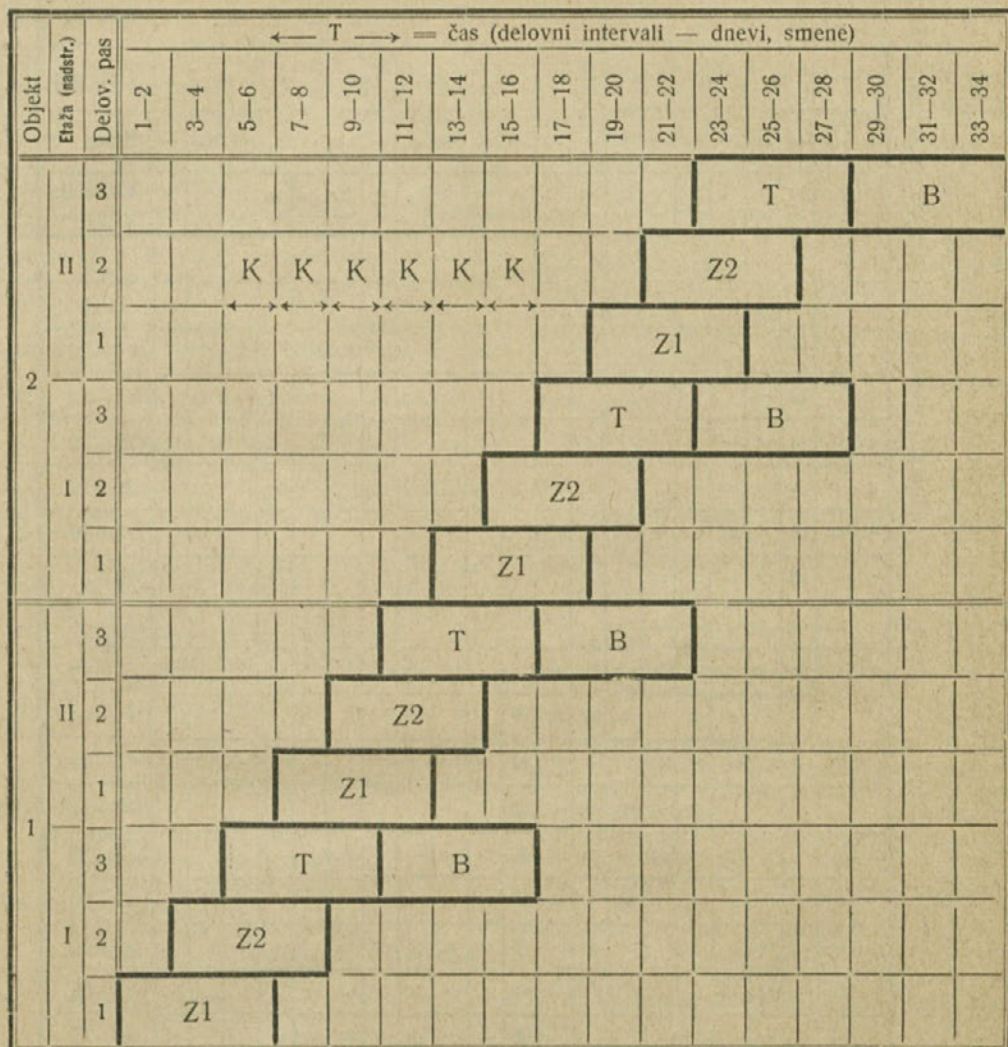 Objekt
Etaža (nadstr.)
Delov. pas
← T → = čas (delovni intervali — dnevi, smene)
1—2 3—4 5—6 7—8 9—10 11—12 13—14 15—16 17—18 19—20 21—22 23—24 25—26 27—28 29—30 31—32 33—34
3 T B
II 2 K K K K K K Z2
1 Z1
2
3 T B
I 2 Z2
1 Z1
3 T B
II 2 Z2
1 Z1
1
3 T B
I 2 Z2
1 Z1